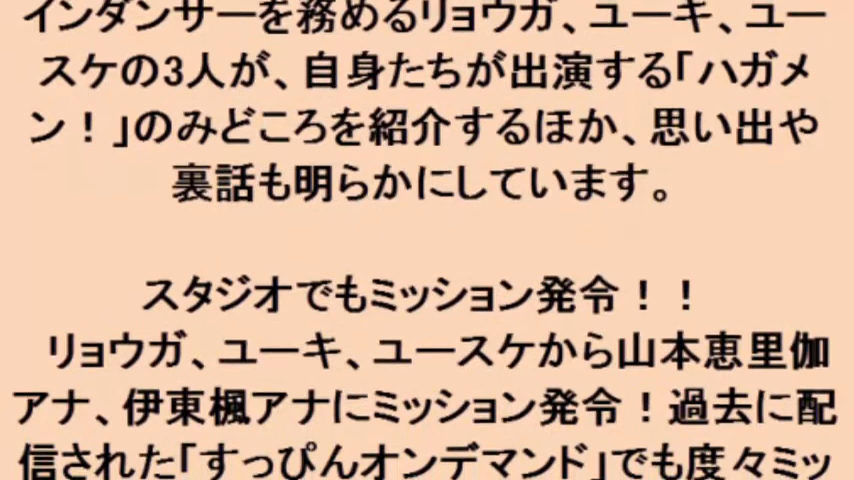 インダンサーを務めるリョウガ、ユーキ、ユー
スケの3人が、自身たちが出演する「ハガメ
ン！」のみどころを紹介するほか、思い出や
裏話も明らかにしています。
スタジオでもミッション発令！！
リョウガ、ユーキ、ユースケから山本恵里伽
アナ、伊東楓アナにミッション発令！過去に配
信された「すっぴんオンデマンド」でも度々ミッ